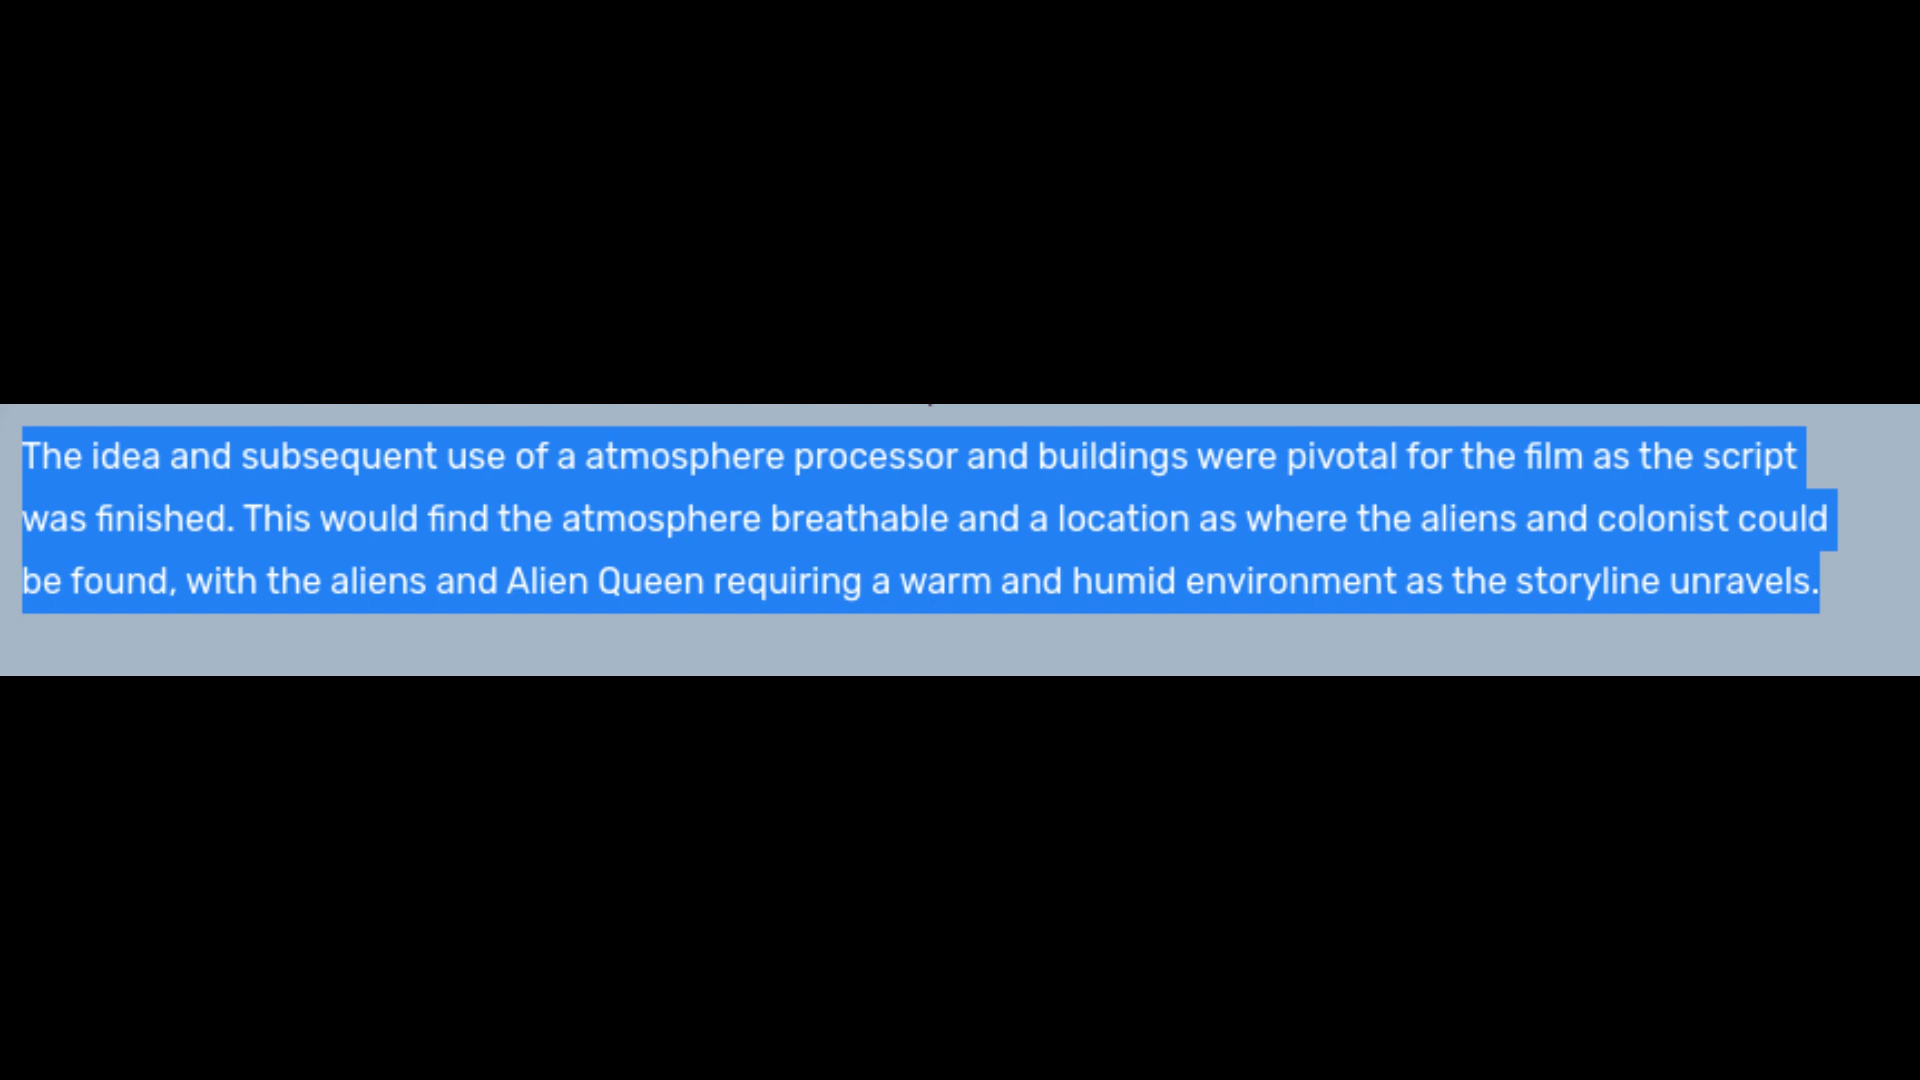 The idea and subsequent use of a atmosphere processor and buildings were pivotal for the film as the script
was finished. This would find the atmosphere breathable and a location as where the aliens and colonist could
be found, with the aliens and Alien Queen requiring a warm and humid environment as the storyline unravels.